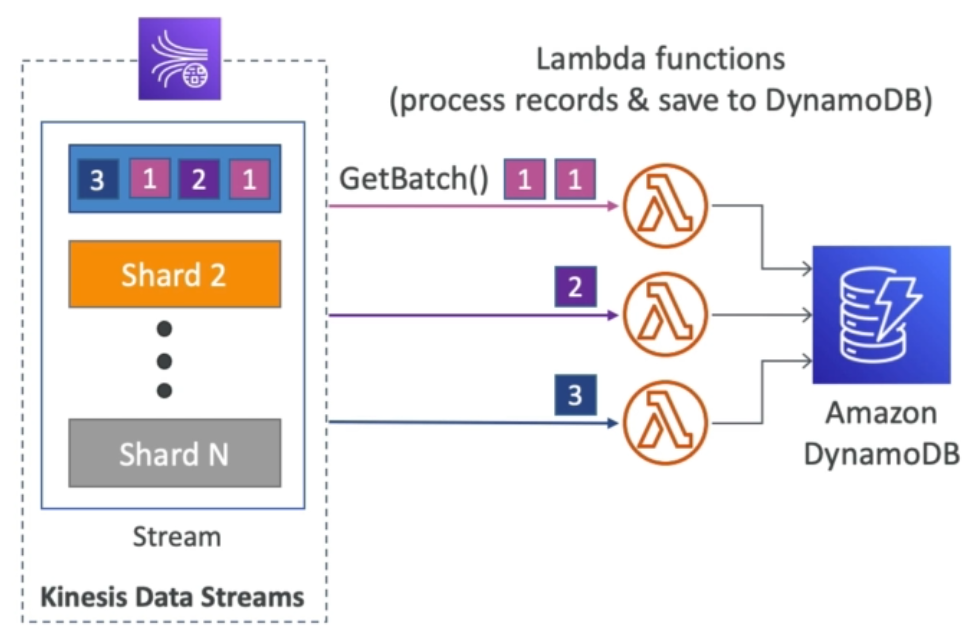 Lambda functions
(process records & save to DynamoDB)
3 1 2 1
GetBatch() 1 1
Shard 2
2
3
Shard N
Amazon
DynamoDB
Stream
Kinesis Data Streams